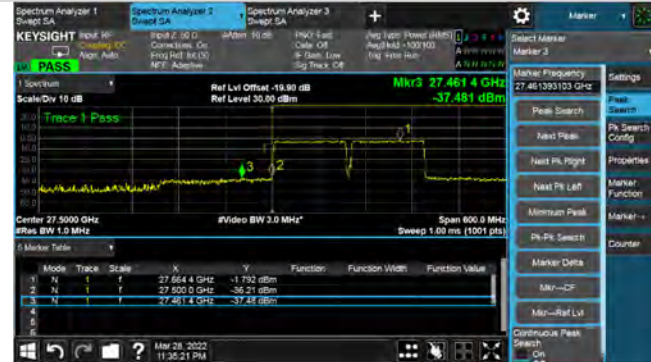 Spectrum Analyzer 1
Swept SA
Spectrum Analyzer 2
Swept SA
Spectrum Analyzer 3
Swept SA
+
Marker
KEYSIGHT
Input: RF
Coupling: DC
Align: Auto
Input Z: 50 Ω
Corrections: On
Freq Ref: Int (S)
NFE: Adaptive
#Atten: 10 dB
PNO: Fast
Gate: Off
IF Gain: Low
Sig Track: Off
Avg Type: Power (RMS)
Avg|Hold: >100/100
Trig: Free Run
PASS
Select Marker
Marker 3
Marker Frequency
27.461393103 GHz
Settings
Peak Search
Peak
Search
Next Peak
Pk Search
Config
Next Pk Right
Properties
Next Pk Left
Marker
Function
Minimum Peak
Marker→
Pk-Pk Search
Counter
Marker Delta
Mkr→CF
Mkr→Ref Lvl
Continuous Peak
Search
On
Off
1 Spectrum
Scale/Div 10 dB
Ref Lvl Offset -19.90 dB
Ref Level 30.00 dBm
Mkr3 27.461 4 GHz
-37.481 dBm
Trace 1 Pass
1
2
3
Center 27.5000 GHz
#Res BW 1.0 MHz
#Video BW 3.0 MHz*
Span 600.0 MHz
Sweep 1.00 ms (1001 pts)
5 Marker Table
Mode Trace Scale X Y Function Function Width Function Value
1 N 1 f 27.664 4 GHz -1.792 dBm
2 N 1 f 27.500 0 GHz -36.21 dBm
3 N 1 f 27.461 4 GHz -37.48 dBm
4
5
6
?
Mar 28, 2022
11:35:21 PM